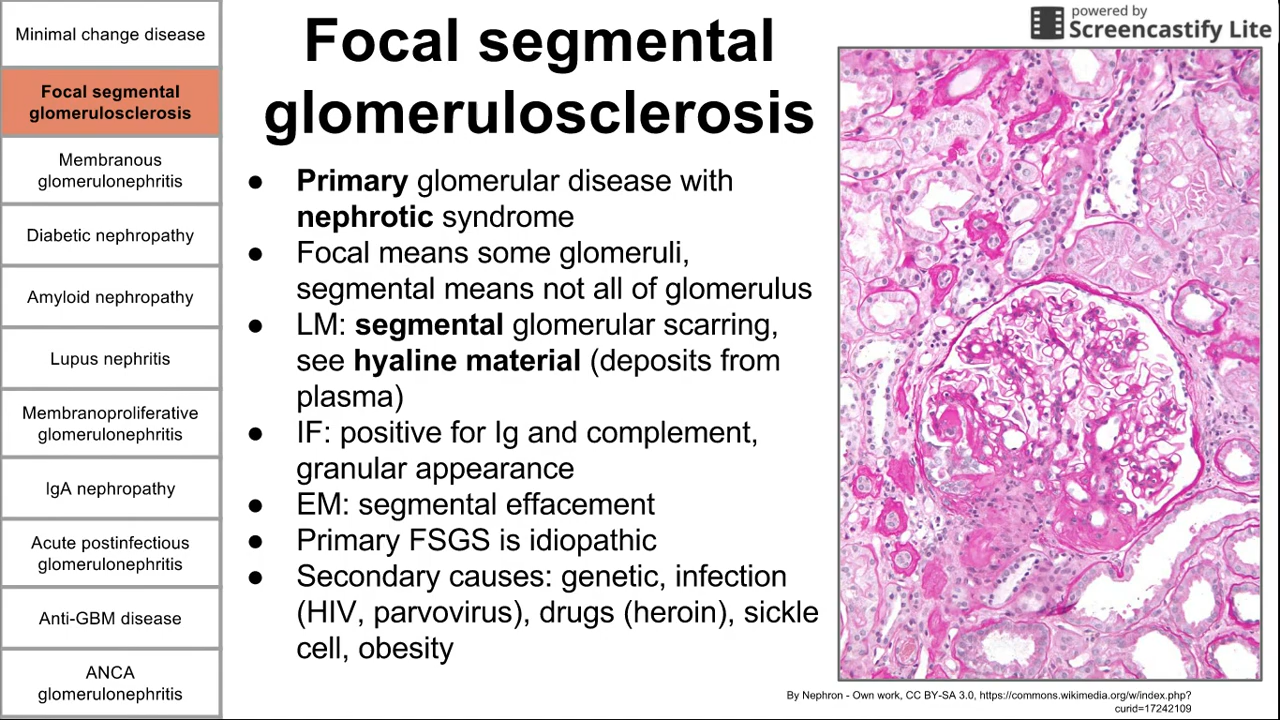 Minimal change disease
Focal segmental
glomerulosclerosis
Membranous
glomerulonephritis
Diabetic nephropathy
Amyloid nephropathy
Lupus nephritis
Membranoproliferative
glomerulonephritis
IgA nephropathy
Acute postinfectious
glomerulonephritis
Anti-GBM disease
ANCA
glomerulonephritis
Focal segmental
glomerulosclerosis
● Primary glomerular disease with
nephrotic syndrome
● Focal means some glomeruli,
segmental means not all of glomerulus
● LM: segmental glomerular scarring,
see hyaline material (deposits from
plasma)
● IF: positive for Ig and complement,
granular appearance
● EM: segmental effacement
● Primary FSGS is idiopathic
● Secondary causes: genetic, infection
(HIV, parvovirus), drugs (heroin), sickle
cell, obesity
powered by
Screencastify Lite
By Nephron - Own work, CC BY-SA 3.0, https://commons.wikimedia.org/w/index.php?
curid=17242109